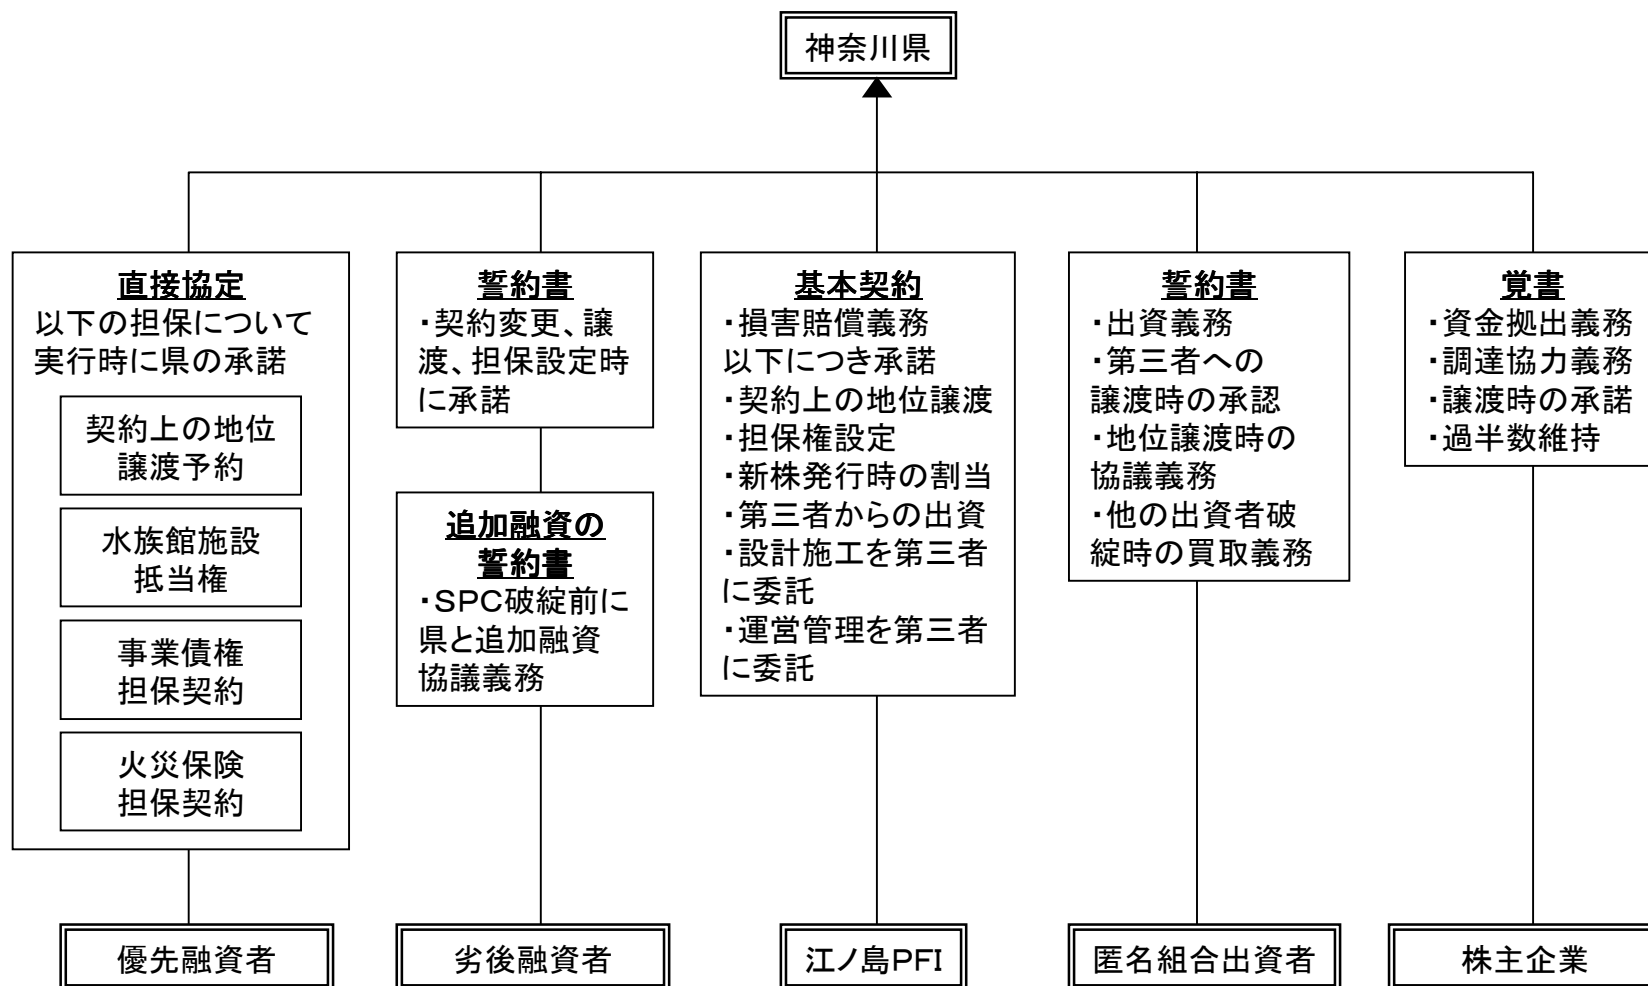 神奈川県
直接協定
以下の担保について
実行時に県の承諾
契約上の地位
譲渡予約
水族館施設
抵当権
事業債権
担保契約
火災保険
担保契約
優先融資者
誓約書
・契約変更、譲
渡、担保設定時
に承諾
追加融資の
誓約書
・SPC破綻前に
県と追加融資
協議義務
劣後融資者
基本契約
・損害賠償義務
以下につき承諾
・契約上の地位譲渡
・担保権設定
・新株発行時の割当
・第三者からの出資
・設計施工を第三者
に委託
・運営管理を第三者
に委託
江ノ島PFI
誓約書
・出資義務
・第三者への
譲渡時の承認
・地位譲渡時の
協議義務
・他の出資者破
綻時の買取義務
匿名組合出資者
覚書
・資金拠出義務
・調達協力義務
・譲渡時の承諾
・過半数維持
株主企業